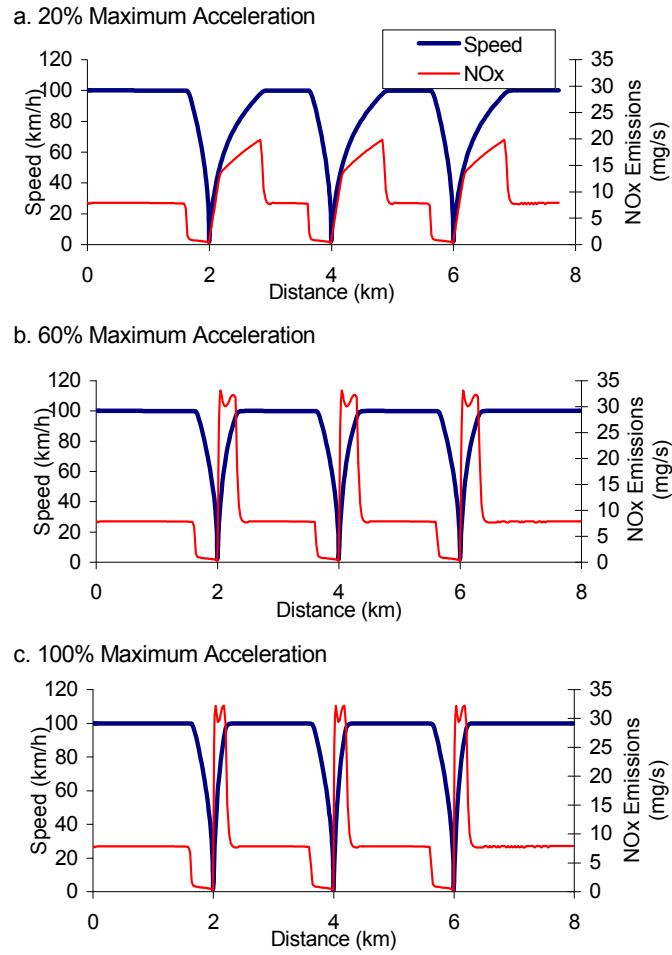 a. 20% Maximum Acceleration
Speed
NOx
120
100
80
60
40
20
0
Speed (km/h)
35
30
25
20
15
10
5
0
NOx Emissions
(mg/s)
0 2 4 6 8
Distance (km)
b. 60% Maximum Acceleration
120
100
80
60
40
20
0
Speed (km/h)
35
30
25
20
15
10
5
0
NOx Emissions
(mg/s)
0 2 4 6 8
Distance (km)
c. 100% Maximum Acceleration
120
100
80
60
40
20
0
Speed (km/h)
35
30
25
20
15
10
5
0
NOx Emissions
(mg/s)
0 2 4 6 8
Distance (km)